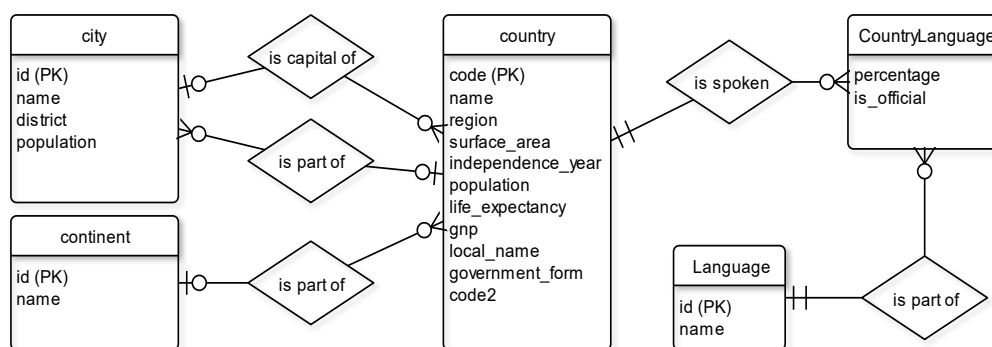 city
id (PK)
name
district
population
is capital of
is part of
continent
id (PK)
name
is part of
country
code (PK)
name
region
surface_area
independence_year
population
life_expectancy
gnp
local_name
government_form
code2
is spoken
CountryLanguage
percentage
is_official
Language
id (PK)
name
is part of